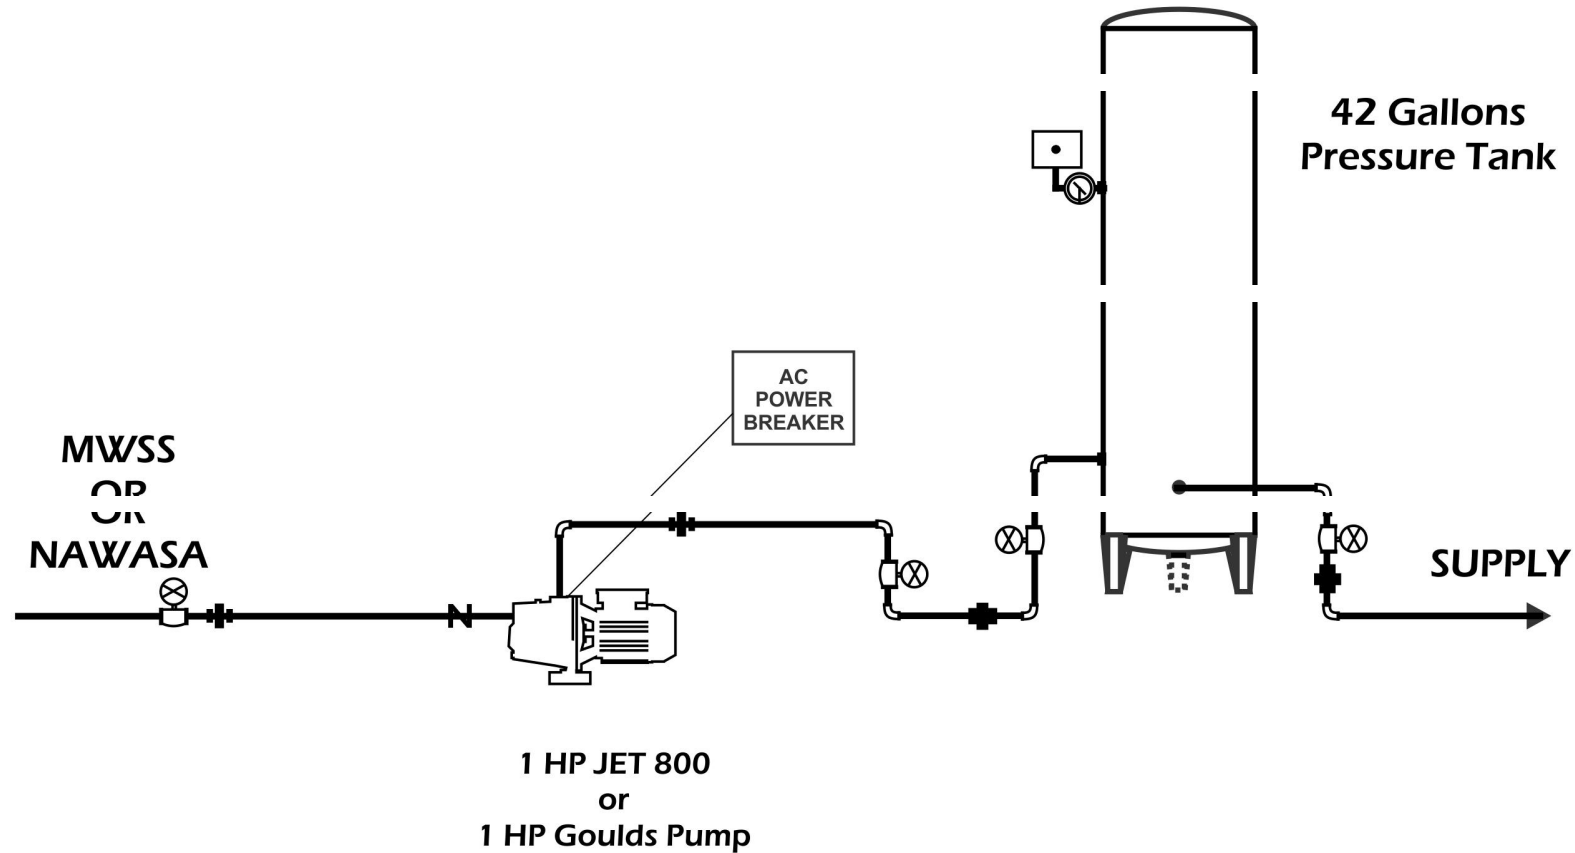 42 Gallons
Pressure Tank
AC
POWER
BREAKER
MWSS
OR
NAWASA
SUPPLY
1 HP JET 800
or
1 HP Goulds Pump